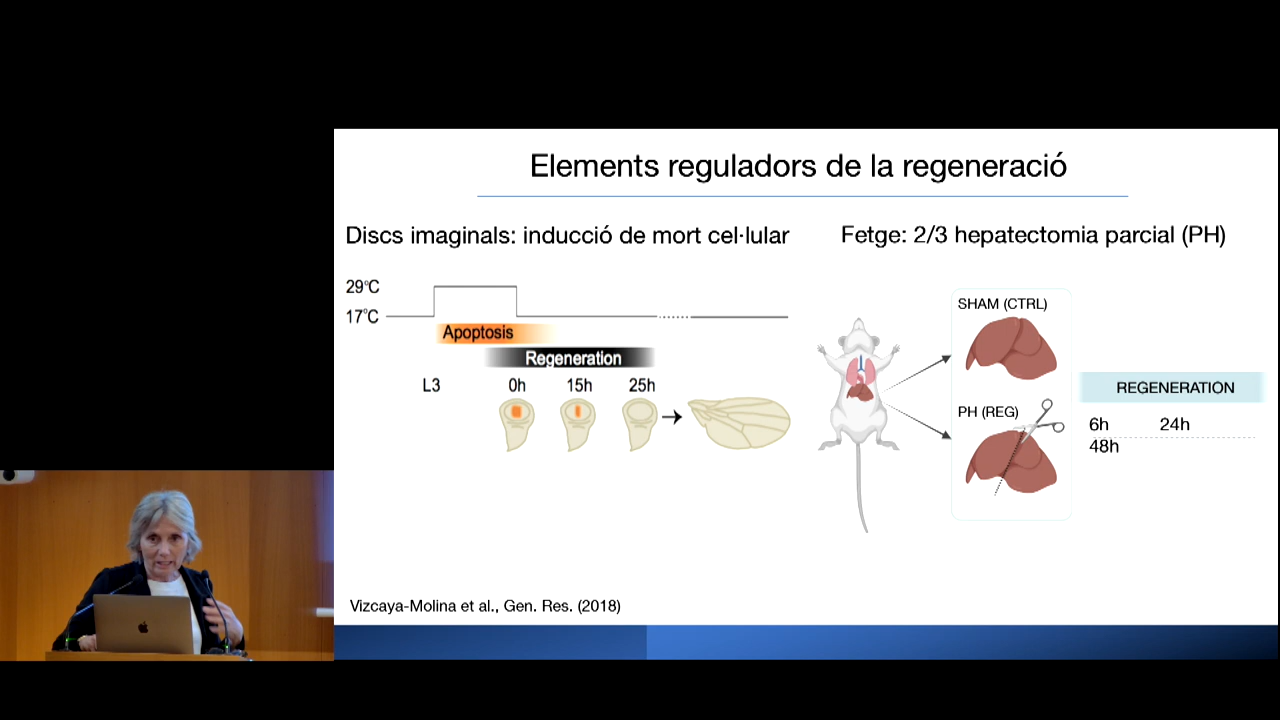 Elements reguladors de la regeneració
Discs imaginals: inducció de mort cel·lular
29°C
17°C
Apoptosis
Regeneration
L3 0h 15h 25h
Fetge: 2/3 hepatectomia parcial (PH)
SHAM (CTRL)
PH (REG)
REGENERATION
6h 24h
48h
Vizcaya-Molina et al., Gen. Res. (2018)